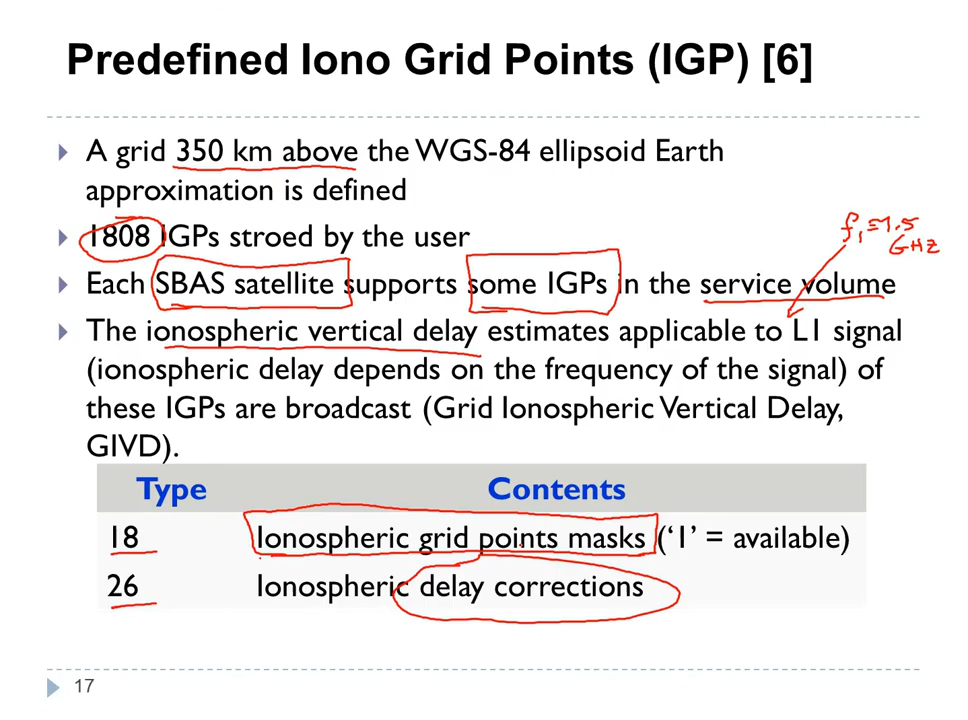 Predefined Iono Grid Points (IGP) [6]
A grid 350 km above the WGS-84 ellipsoid Earth
approximation is defined
f₁ = 1.5
GHZ
1808 IGPs stroed by the user
Each SBAS satellite supports some IGPs in the service volume
The ionospheric vertical delay estimates applicable to L1 signal
(ionospheric delay depends on the frequency of the signal) of
these IGPs are broadcast (Grid Ionospheric Vertical Delay,
GIVD).
Type Contents
18 Ionospheric grid points masks (‘1’ = available)
26 Ionospheric delay corrections
17